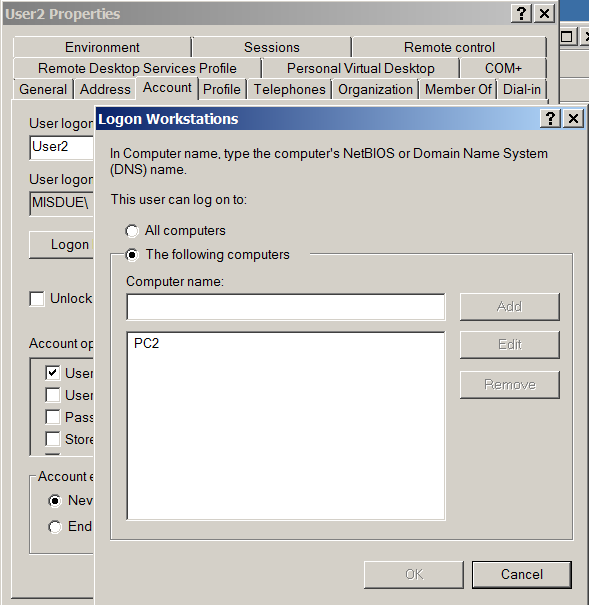 User2 Properties
Environment
Sessions
Remote control
Remote Desktop Services Profile
Personal Virtual Desktop
COM+
General
Address
Account
Profile
Telephones
Organization
Member Of
Dial-in
User logon
User2
User logon
MISDUE\
Logon
Unlock
Account op
User
User
Pass
Store
Account e
Nev
End
Logon Workstations
In Computer name, type the computer's NetBIOS or Domain Name System
(DNS) name.
This user can log on to:
All computers
The following computers
Computer name:
Add
PC2
Edit
Remove
OK
Cancel